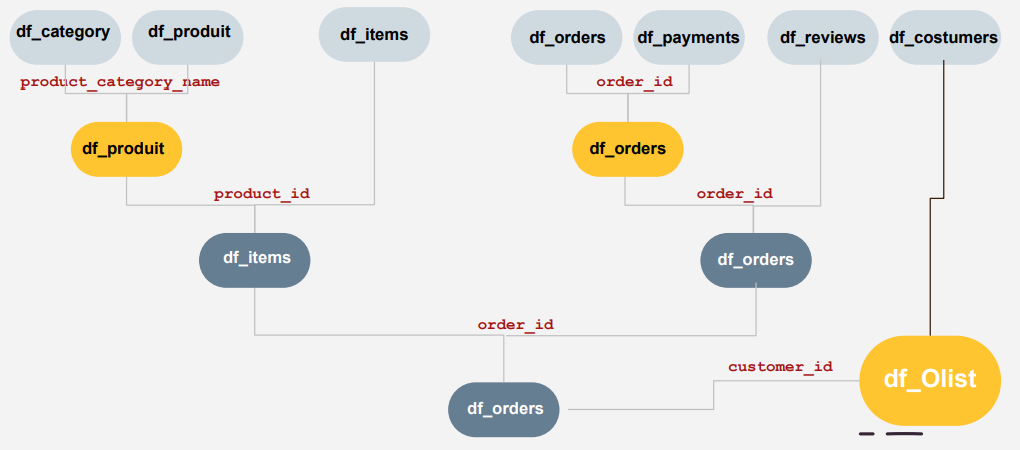 df_category
df_produit
df_items
df_orders
df_payments
df_reviews
df_costumers
product_category_name
order_id
df_produit
df_orders
product_id
order_id
df_items
df_orders
order_id
customer_id
df_Olist
df_orders